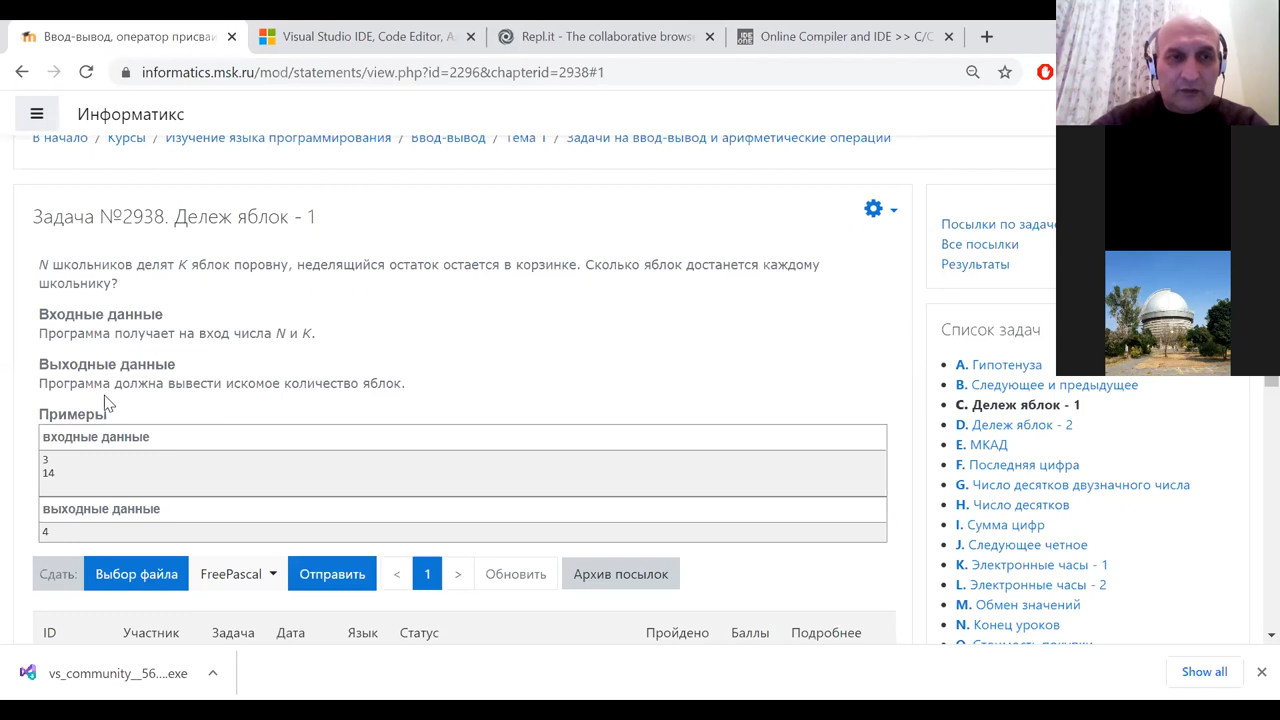 Ввод-вывод, оператор присваи
Visual Studio IDE, Code Editor, A
Repl.it - The collaborative brows
IDE ONE
Online Compiler and IDE >> C/C
informatics.msk.ru/mod/statements/view.php?id=2296&chapterid=2938#1
Информатикс
В начало / Курсы / Изучение языка программирования / Ввод-вывод / Тема 1 / Задачи на ввод-вывод и арифметические операции
Задача №2938. Дележ яблок - 1
N школьников делят K яблок поровну, неделящийся остаток остается в корзинке. Сколько яблок достанется каждому
школьнику?
Входные данные
Программа получает на вход числа N и K.
Выходные данные
Программа должна вывести искомое количество яблок.
Примеры
входные данные
3
14
выходные данные
4
Сдать: Выбор файла FreePascal Отправить < 1 > Обновить Архив посылок
ID Участник Задача Дата Язык Статус Пройдено Баллы Подробнее
Посылки по задаче
Все посылки
Результаты
Список задач
A. Гипотенуза
B. Следующее и предыдущее
C. Дележ яблок - 1
D. Дележ яблок - 2
E. МКАД
F. Последняя цифра
G. Число десятков двузначного числа
H. Число десятков
I. Сумма цифр
J. Следующее четное
K. Электронные часы - 1
L. Электронные часы - 2
M. Обмен значений
N. Конец уроков
O. Стоимость покупки
vs_community__56....exe
Show all